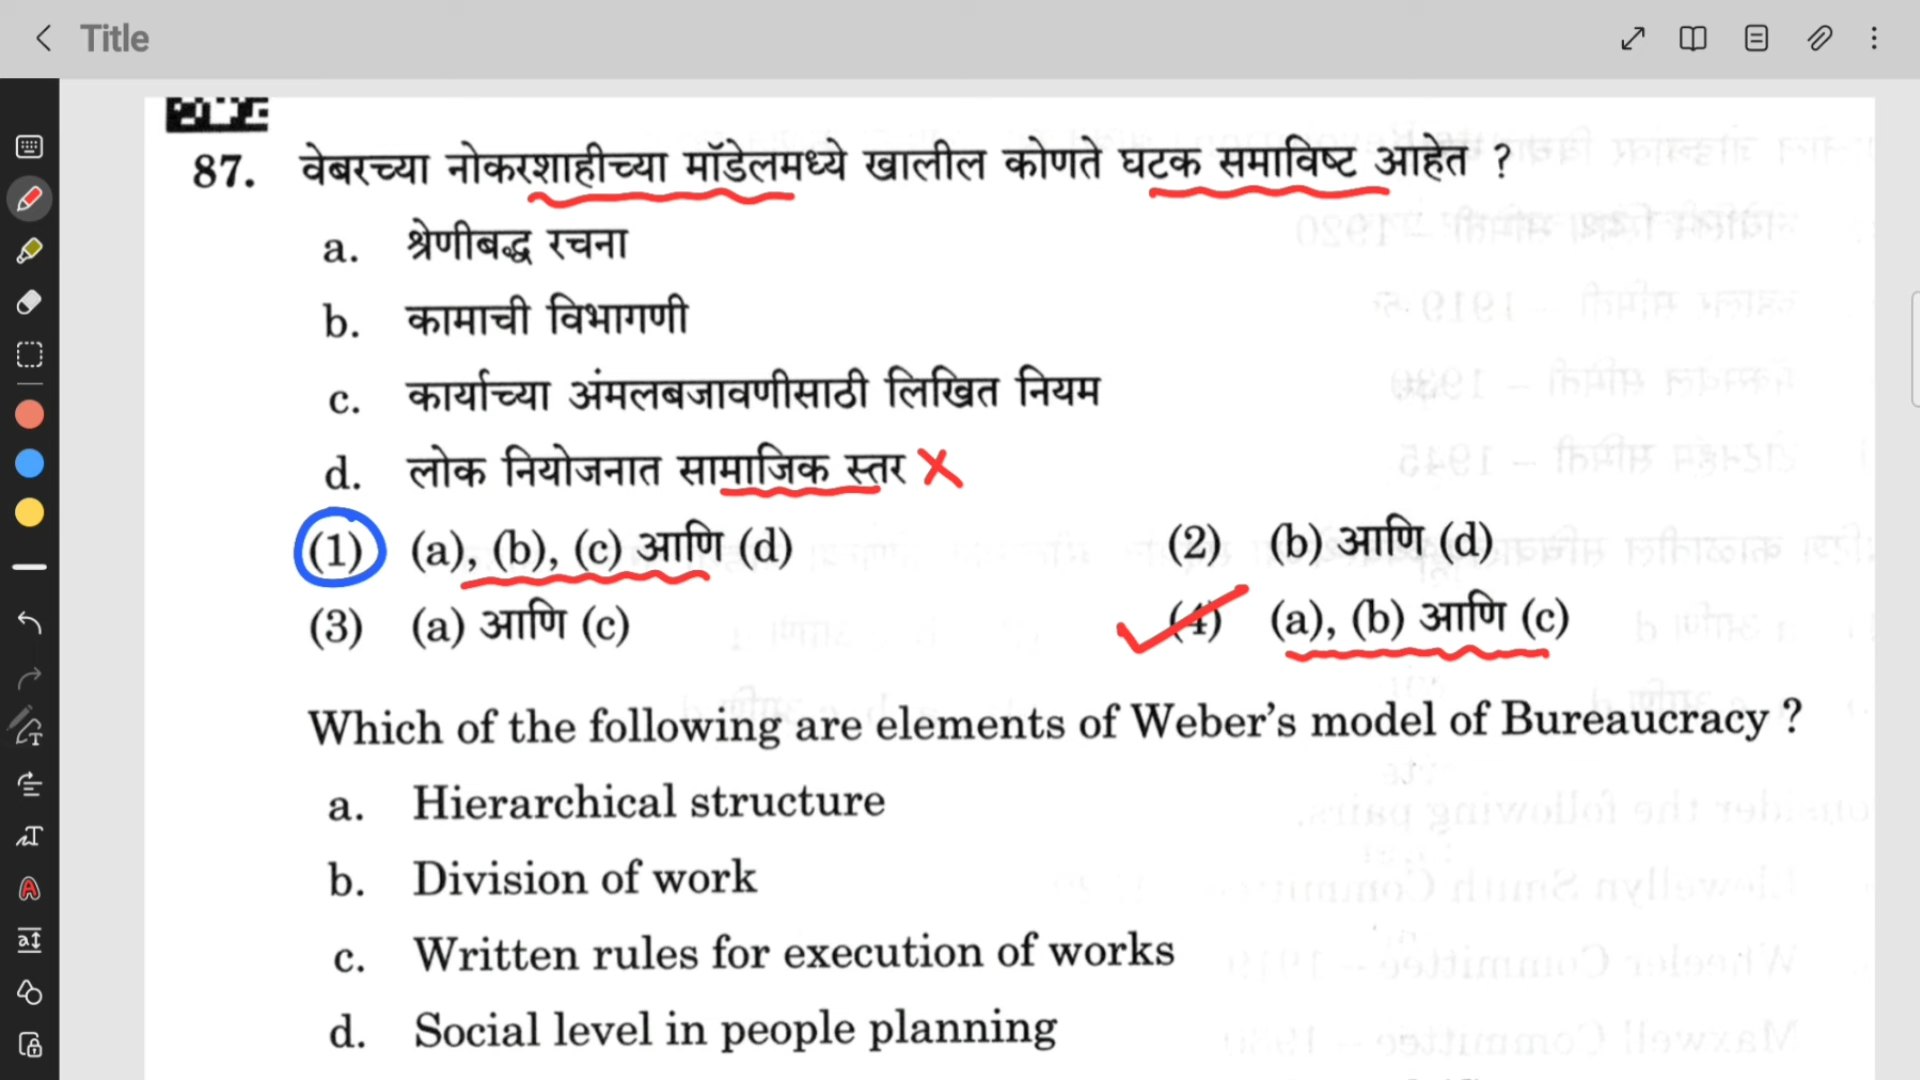 Title
87. वेबरच्या नोकरशाहीच्या मॉडेलमध्ये खालील कोणते घटक समाविष्ट आहेत ?
a. श्रेणीबद्ध रचना
b. कामाची विभागणी
c. कार्याच्या अंमलबजावणीसाठी लिखित नियम
d. लोक नियोजनात सामाजिक स्तर
(1) (a), (b), (c) आणि (d) (2) (b) आणि (d)
(3) (a) आणि (c) (4) (a), (b) आणि (c)
Which of the following are elements of Weber's model of Bureaucracy ?
a. Hierarchical structure
b. Division of work
c. Written rules for execution of works
d. Social level in people planning